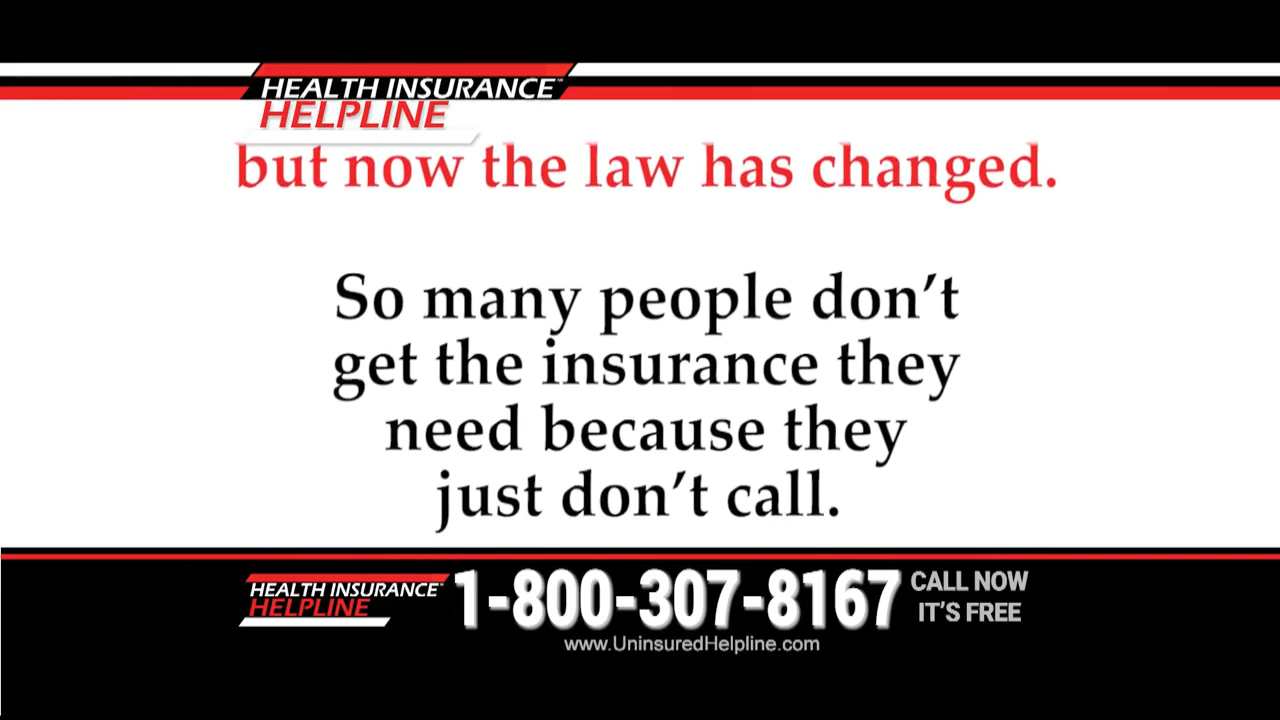 HEALTH INSURANCE™
HELPLINE
but now the law has changed.
So many people don't
get the insurance they
need because they
just don't call.
HEALTH INSURANCE™
HELPLINE
1-800-307-8167
CALL NOW
IT'S FREE
www.UninsuredHelpline.com